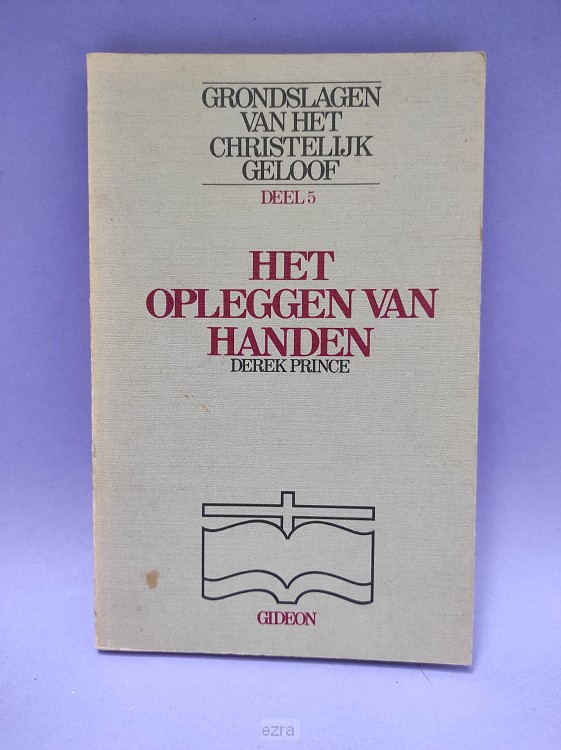 GRONDSLAGEN
VAN HET
CHRISTELIJK
GELOOF
DEEL 5
HET
OPLEGGEN VAN
HANDEN
DEREK PRINCE
GIDEON
ezra